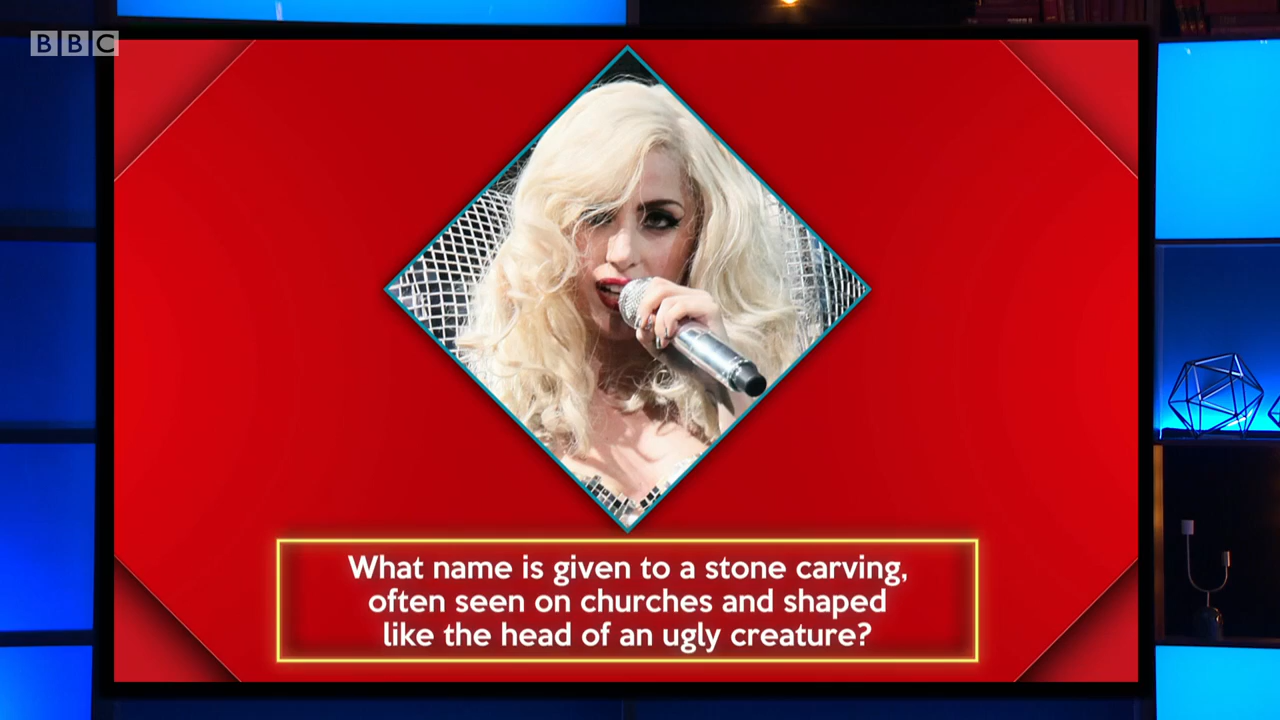 BBC
What name is given to a stone carving,
often seen on churches and shaped
like the head of an ugly creature?